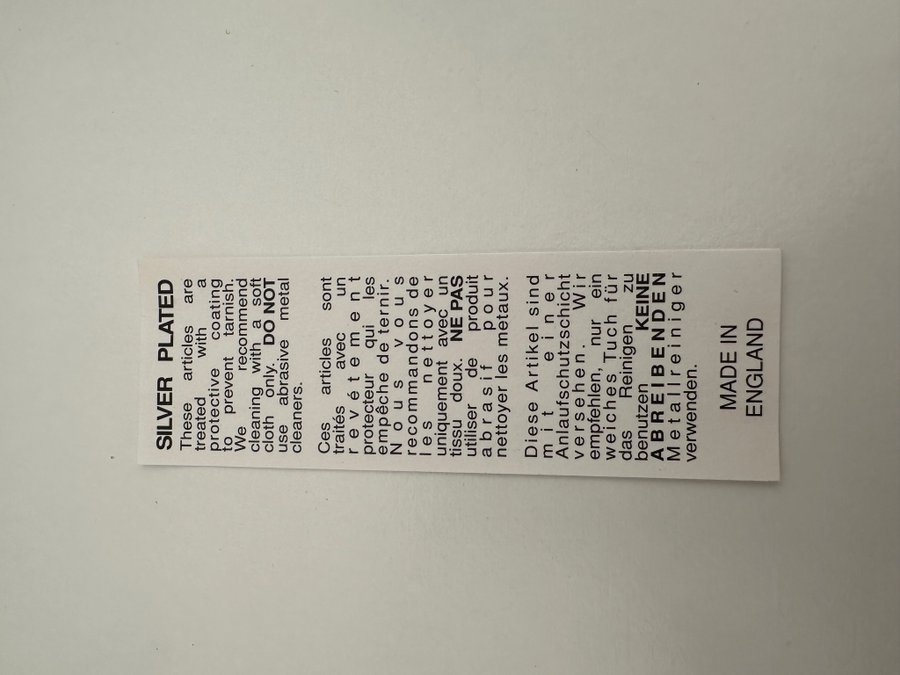 SILVER PLATED
These articles are
treated with a
protective coating
to prevent tarnish.
We recommend
cleaning with a soft
cloth only. DO NOT
use abrasive metal
cleaners.
Ces articles sont
traités avec un
revétement
protecteur qui les
empêche de ternir.
Nous vous
recommandons de
les nettoyer
uniquement avec un
tissu doux. NE PAS
utiliser de produit
abrasif pour
nettoyer les metaux.
Diese Artikel sind
mit einer
Anlaufschutzschicht
versehen. Wir
empfehlen, nur ein
weiches Tuch für
das Reinigen zu
benutzen KEINE
ABREIBENDEN
Metallreiniger
verwenden.
MADE IN
ENGLAND